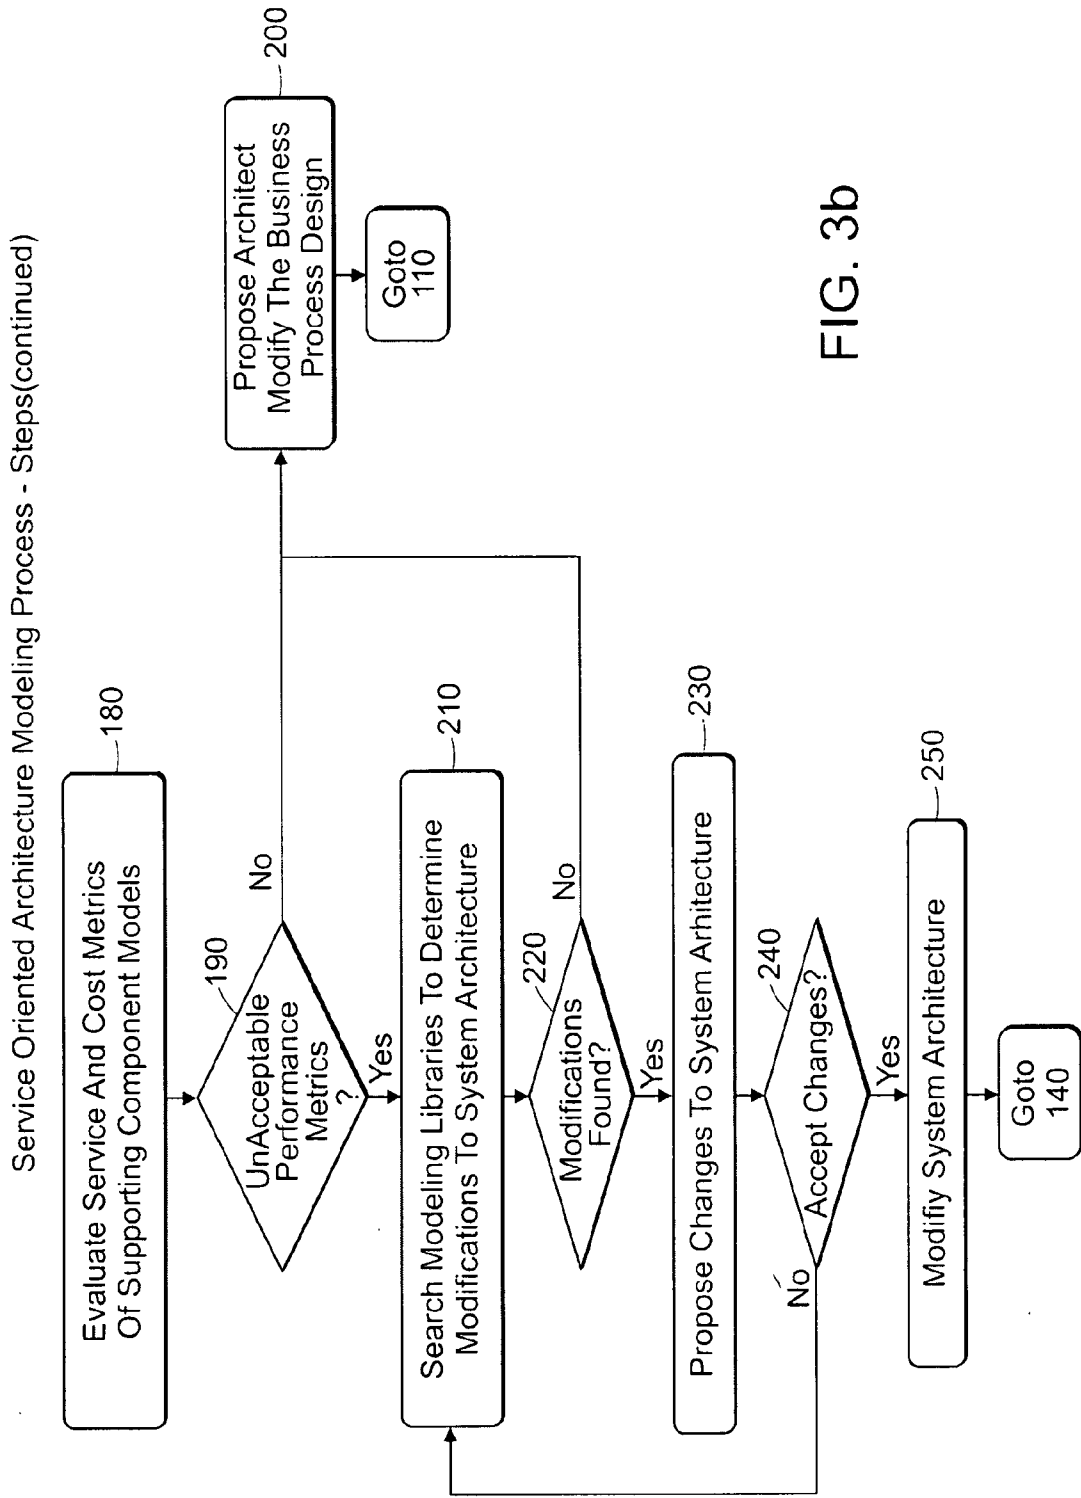 Service Oriented Architecture Modeling Process - Steps(continued)
Evaluate Service And Cost Metrics
Of Supporting Component Models
180
190
UnAcceptable
Performance
Metrics
?
No
Yes
Propose Architect
Modify The Business
Process Design
200
Goto
110
Search Modeling Libraries To Determine
Modifications To System Architecture
210
220
Modifications
Found?
No
Yes
Propose Changes To System Arhitecture
230
240
Accept Changes?
No
Yes
Modifiy System Architecture
250
Goto
140
FIG. 3b